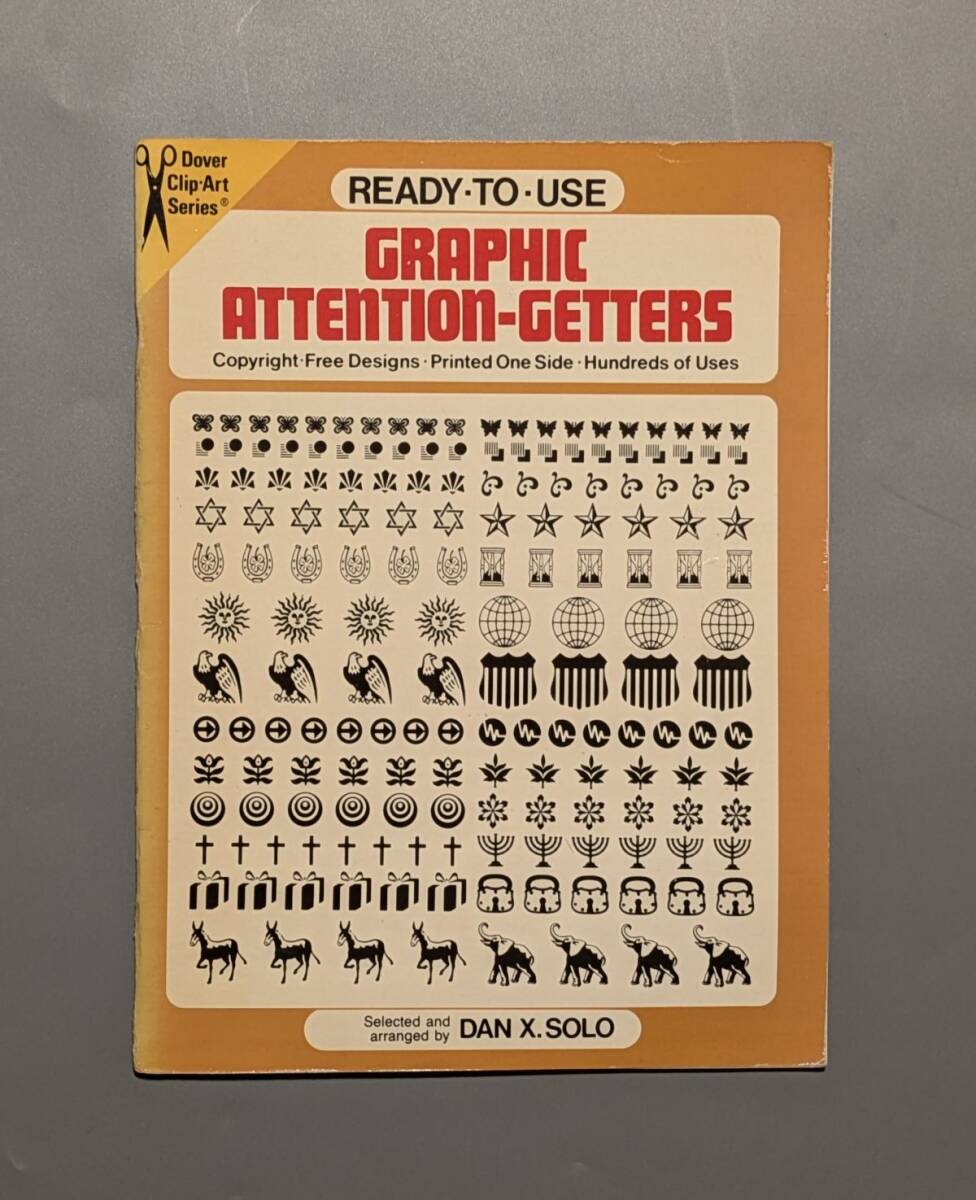 Dover
Clip·Art
Series®
READY·TO·USE
GRAPHIC
ATTENTION-GETTERS
Copyright·Free Designs · Printed One Side · Hundreds of Uses
Selected and
arranged by DAN X. SOLO